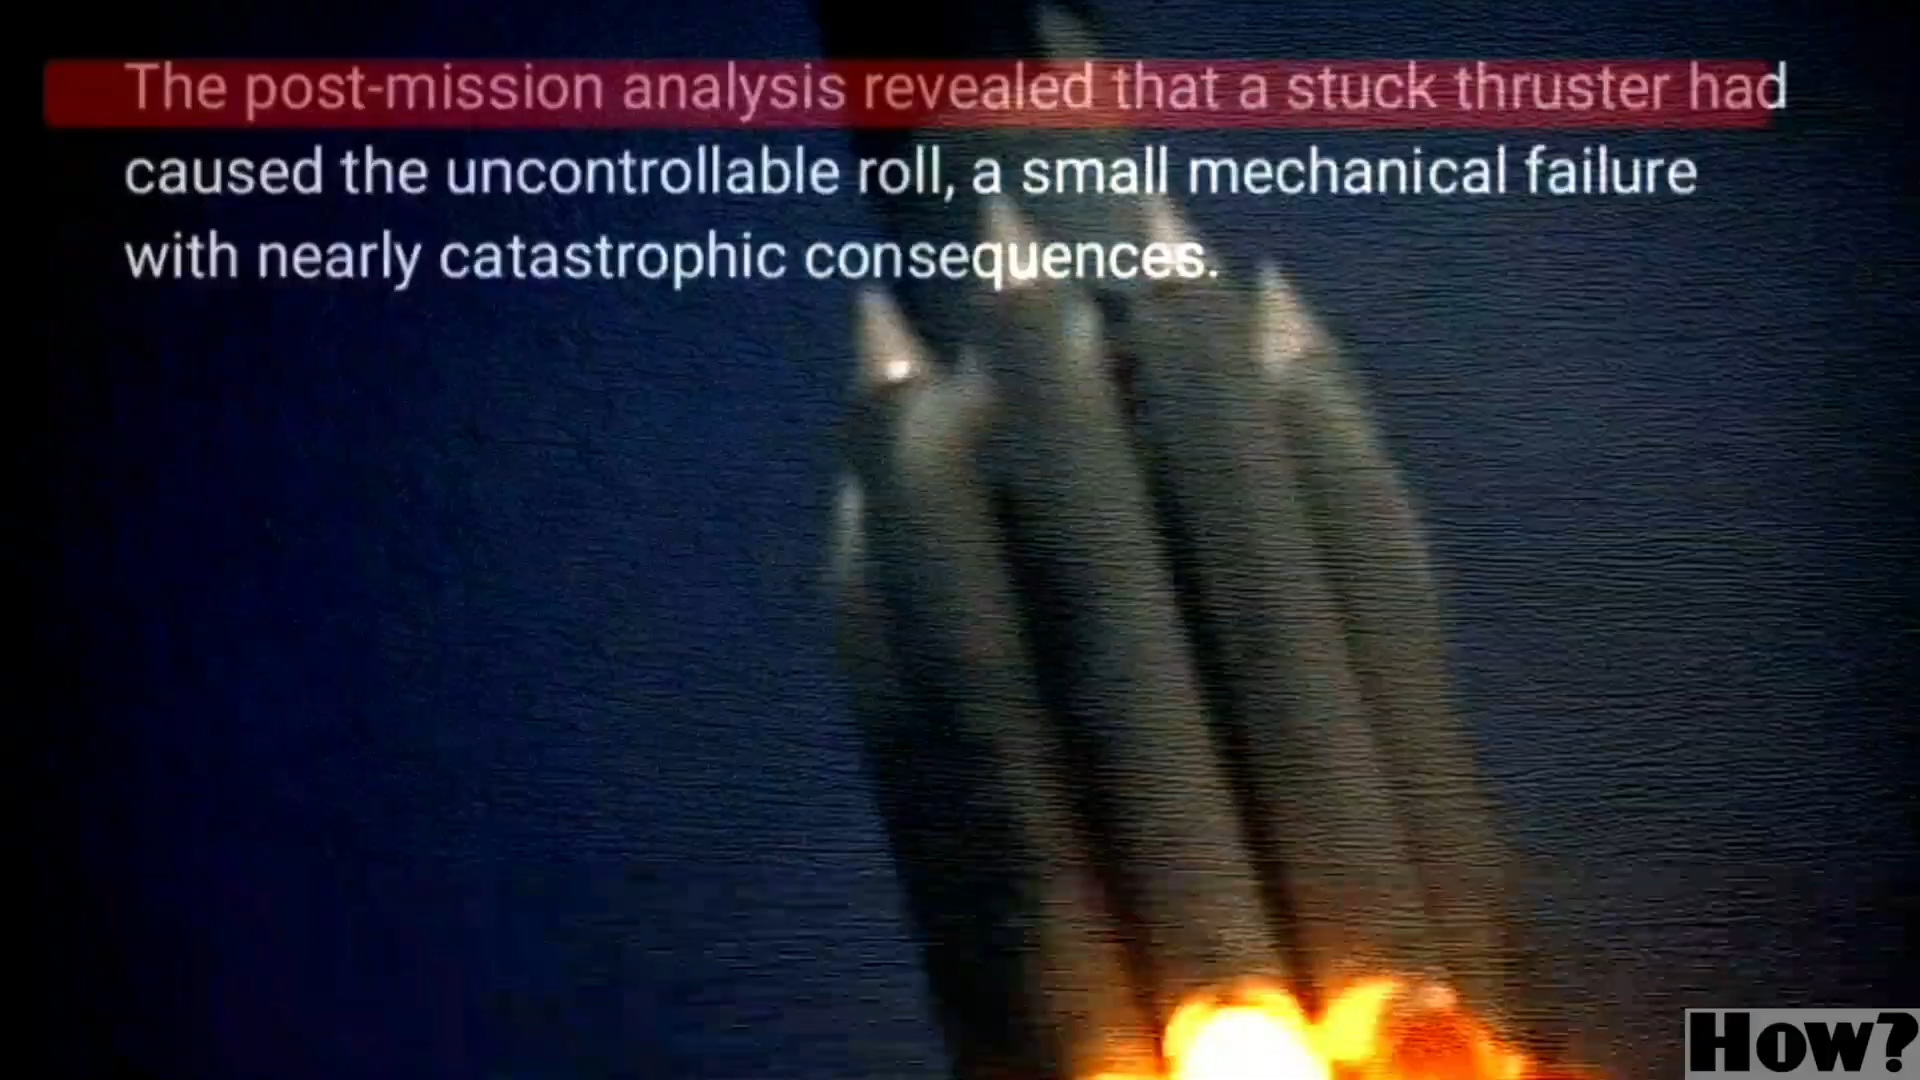 The post-mission analysis revealed that a stuck thruster had
caused the uncontrollable roll, a small mechanical failure
with nearly catastrophic consequences.
How?